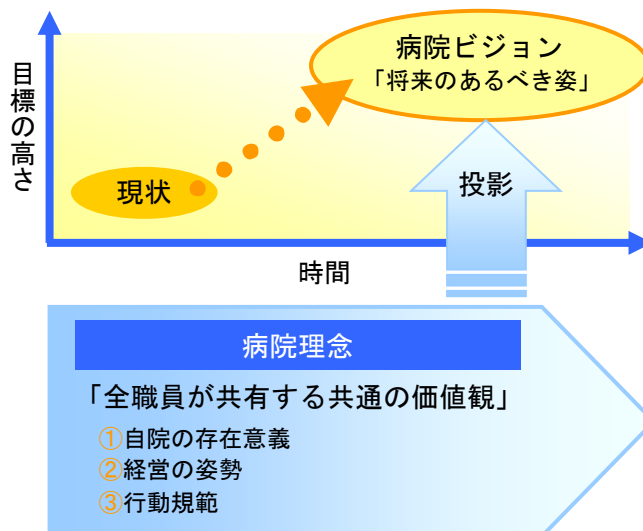 病院ビジョン
「将来のあるべき姿」
目標の高さ
現状
投影
時間
病院理念
「全職員が共有する共通の価値観」
①自院の存在意義
②経営の姿勢
③行動規範